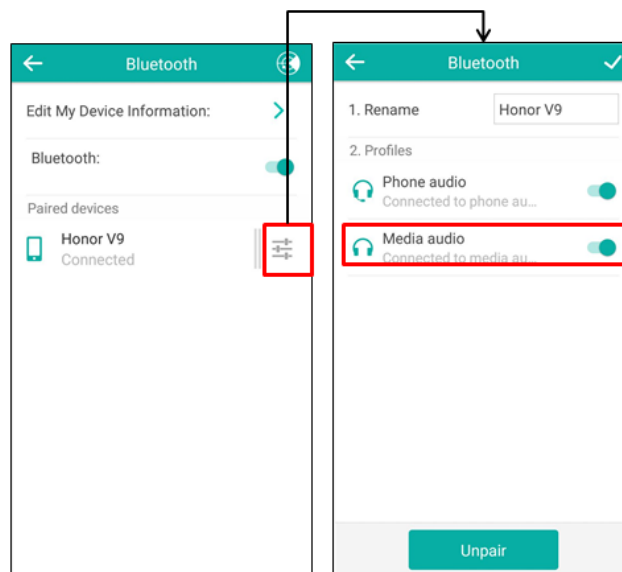 Bluetooth
Edit My Device Information:
Bluetooth:
Paired devices
Honor V9
Connected
Bluetooth
1. Rename
Honor V9
2. Profiles
Phone audio
Connected to phone au...
Media audio
Connected to media au...
Unpair